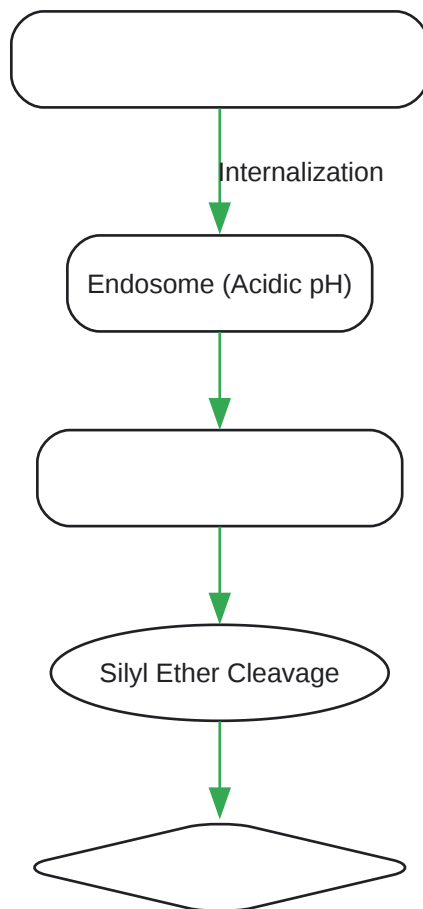 Internalization
Endosome (Acidic pH)
Silyl Ether Cleavage